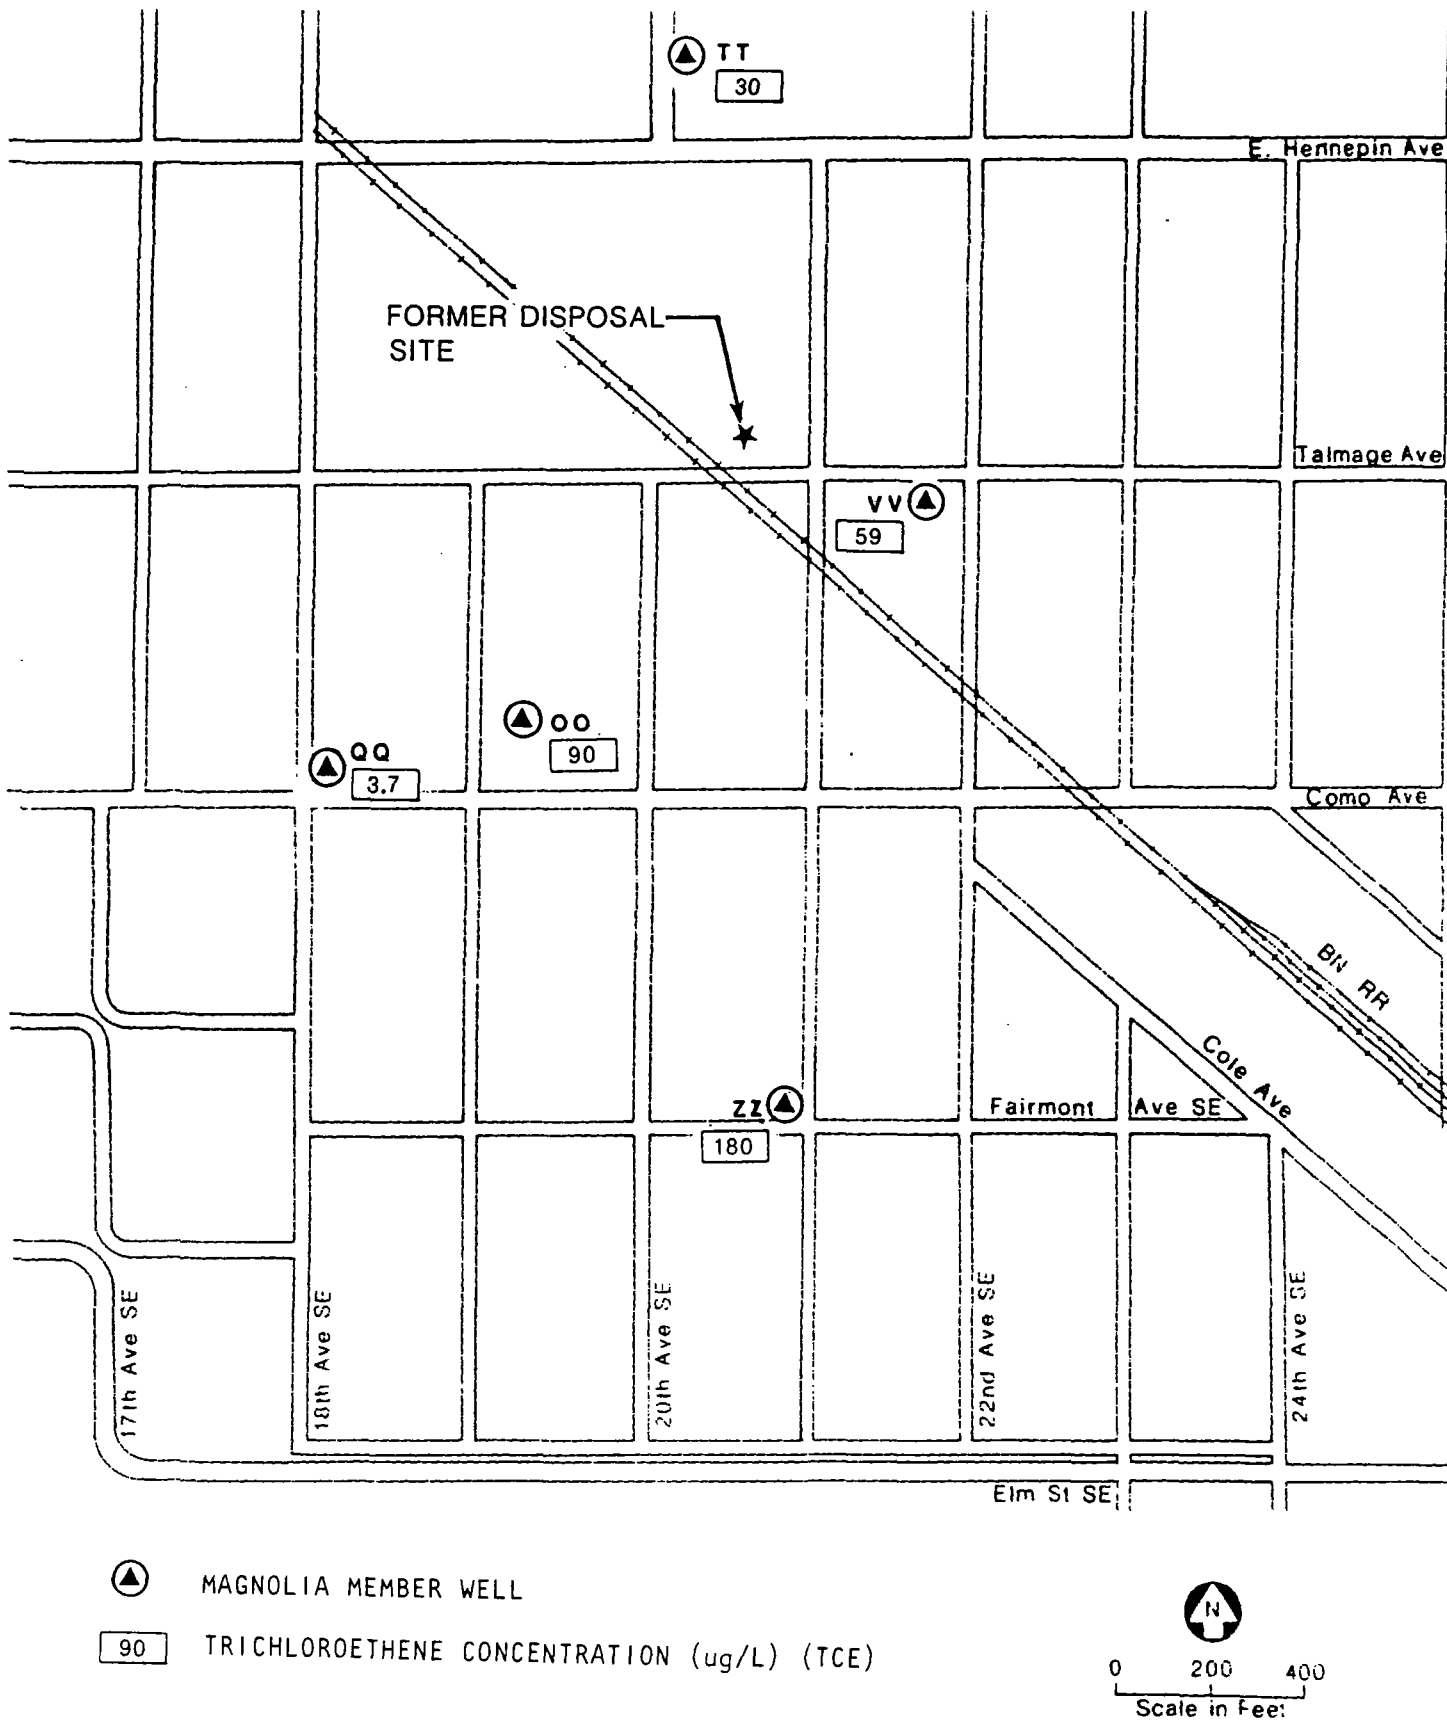 TT
30
E. Hennepin Ave
FORMER DISPOSAL
SITE
Talmage Ave
VV
59
OO
90
QQ
3.7
Como Ave
BN RR
Cole Ave
ZZ
180
Fairmont Ave SE
17th Ave SE
18th Ave SE
20th Ave SE
22nd Ave SE
24th Ave SE
Elm St SE
MAGNOLIA MEMBER WELL
90 TRICHLOROETHENE CONCENTRATION (ug/L) (TCE)
N
0 200 400
Scale in Feet